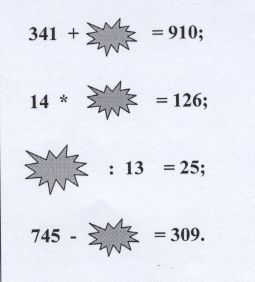 341 + = 910;
14 * = 126;
: 13 = 25;
745 - = 309.